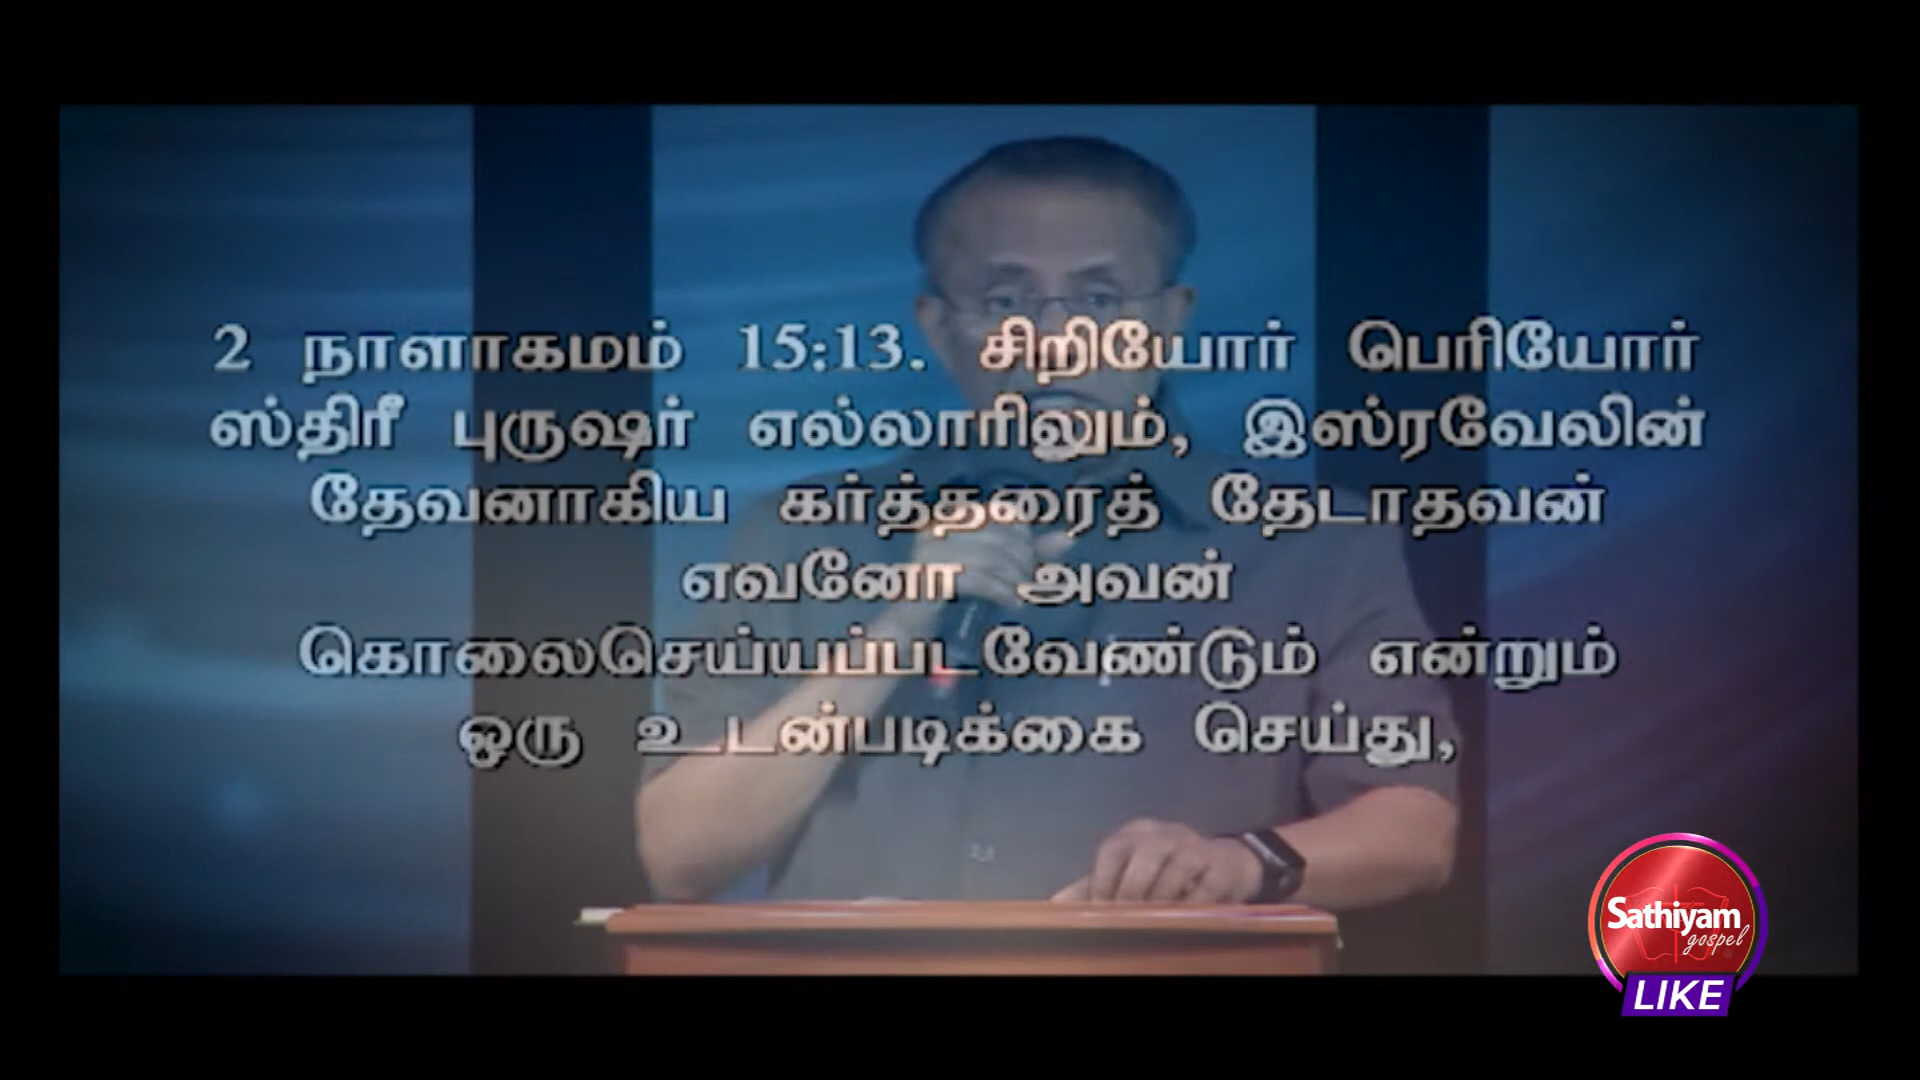 2 நாளாகமம் 15:13. சிறியோர் பெரியோர்
ஸ்திரீ புருஷர் எல்லாரிலும், இஸ்ரவேலின்
தேவனாகிய கர்த்தரைத் தேடாதவன்
எவனோ அவன்
கொலைசெய்யப்படவேண்டும் என்றும்
ஒரு உடன்படிக்கை செய்து,
Sathiyam
gospel
LIKE